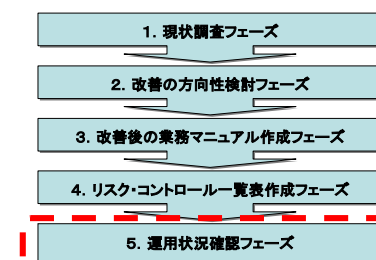 1. 現状調査フェーズ
2. 改善の方向性検討フェーズ
3. 改善後の業務マニュアル作成フェーズ
4. リスク・コントロール一覧表作成フェーズ
5. 運用状況確認フェーズ